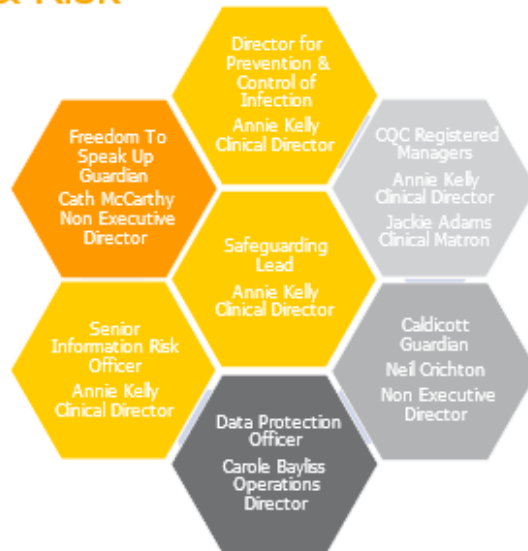 & Risk
Director for
Prevention &
Control of
Infection
Annie Kelly
Clinical Director
Freedom To
Speak Up
Guardian
Cath McCarthy
Non Executive
Director
CQC Registered
Managers
Annie Kelly
Clinical Director
Jackie Adams
Clinical Matron
Safeguarding
Lead
Annie Kelly
Clinical Director
Senior
Information Risk
Officer
Annie Kelly
Clinical Director
Caldicott
Guardian
Neil Crichton
Non Executive
Director
Data Protection
Officer
Carole Bayliss
Operations
Director